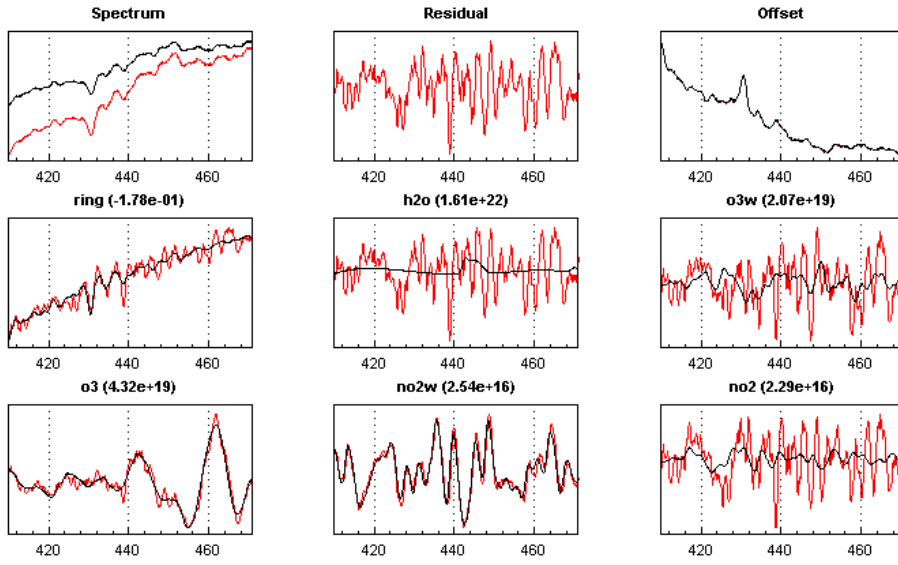 Spectrum Residual Offset
420 440 460 420 440 460 420 440 460
ring (-1.78e-01) h2o (1.61e+22) o3w (2.07e+19)
420 440 460 420 440 460 420 440 460
o3 (4.32e+19) no2w (2.54e+16) no2 (2.29e+16)
420 440 460 420 440 460 420 440 460